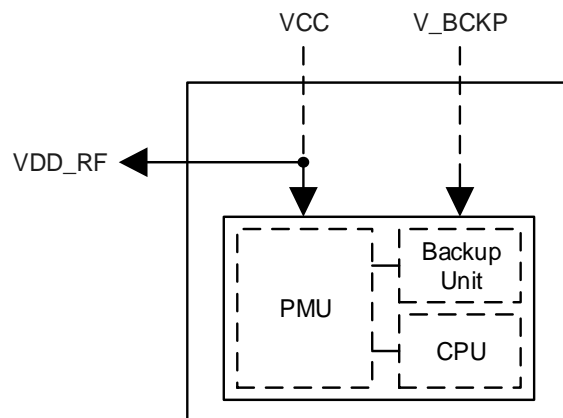 VCC
V_BCKP
VDD_RF
Backup
Unit
PMU
CPU